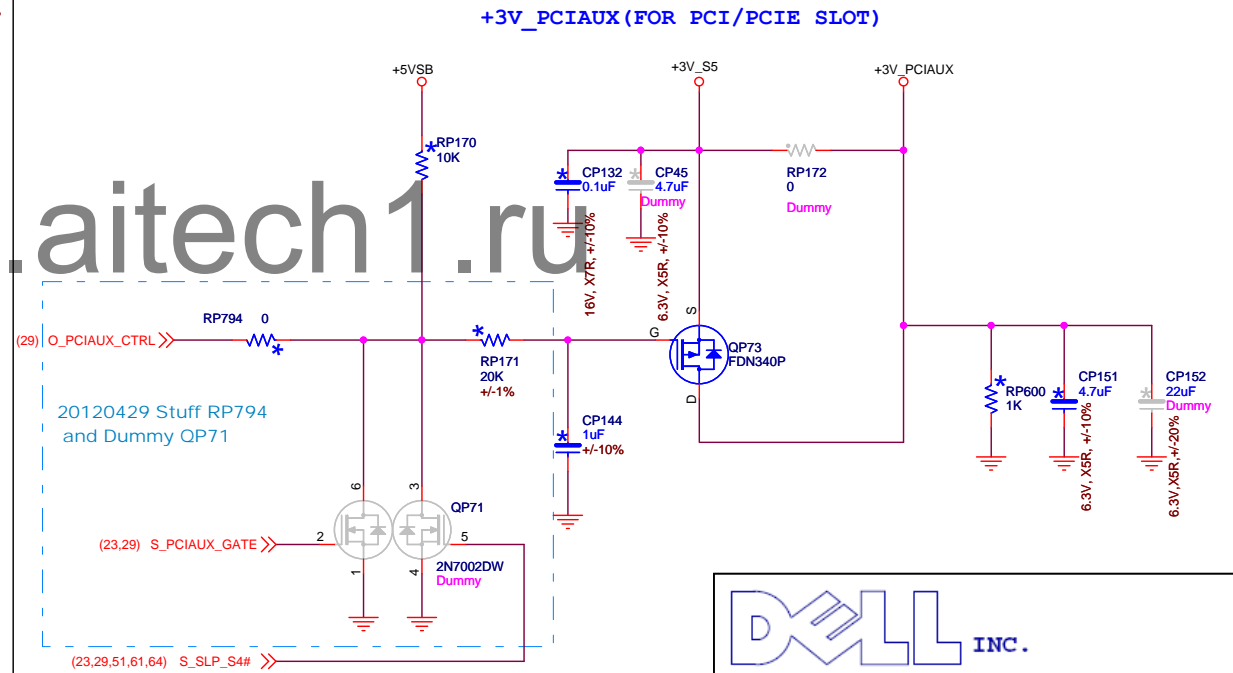 +3V_PCIAUX(FOR PCI/PCIE SLOT)
+5VSB
+3V_S5
+3V_PCIAUX
RP170
10K
CP132
0.1uF
16V, X7R, +/-10%
CP45
4.7uF
Dummy
6.3V, X5R, +/-10%
RP172
0
Dummy
.aitech1.ru
RP794 0
(29) O_PCIAUX_CTRL
RP171
20K
+/-1%
G
S
D
QP73
FDN340P
20120429 Stuff RP794
and Dummy QP71
CP144
1uF
+/-10%
RP600
1K
CP151
4.7uF
6.3V, X5R, +/-10%
CP152
22uF
Dummy
6.3V,X5R,+/-20%
6
3
QP71
(23,29) S_PCIAUX_GATE
2
5
1
4
2N7002DW
Dummy
(23,29,51,61,64) S_SLP_S4#
DELL INC.